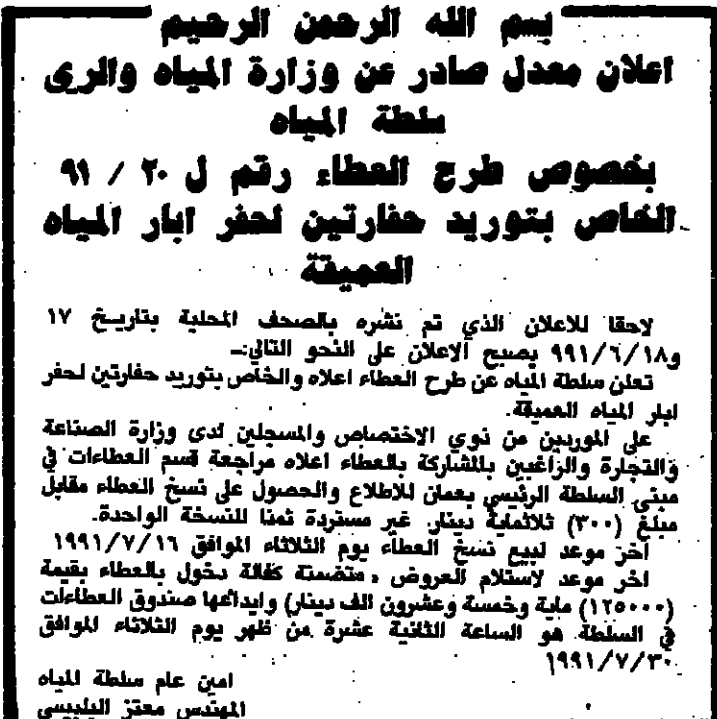 بسم الله الرحمن الرحيم
اعلان معدل صادر عن وزارة المياه والرى
سلطة المياه
بخصوص طرح العطاء رقم ل ٢٠ / ٩١
الخاص بتوريد حفارتين لحفر ابار المياه
العميقة
لاحقا للاعلان الذي تم نشره بالصحف المحلية بتاريخ ١٧
و٩٩١/٦/١٨ يصبح الاعلان على النحو التالي:ـ
تعلن سلطة المياه عن طرح العطاء اعلاه والخاص بتوريد حفارتين لحفر
ابار المياه العميقة.
على الموردين من ذوي الاختصاص والمسجلين لدى وزارة الصناعة
والتجارة والراغبين بالمشاركة بالعطاء اعلاه مراجعة قسم العطاءات في
مبنى السلطة الرئيسي بعمان للاطلاع والحصول على نسخ العطاء مقابل
مبلغ (٣٠٠) ثلاثماية دينار. غير مستردة ثمنا للنسخة الواحدة.
اخر موعد لبيع نسخ العطاء يوم الثلاثاء الموافق ١٩٩١/٧/١٦
اخر موعد لاستلام العروض ، متضمنة كفالة دخول بالعطاء بقيمة
(١٢٥٠٠٠) ماية وخمسة وعشرون الف دينار) وايداعها صندوق العطاءات
في السلطة هو الساعة الثانية عشرة من ظهر يوم الثلاثاء الموافق
١٩٩١/٧/٣٠
امين عام سلطة المياه
المهندس معتز البلبيسي